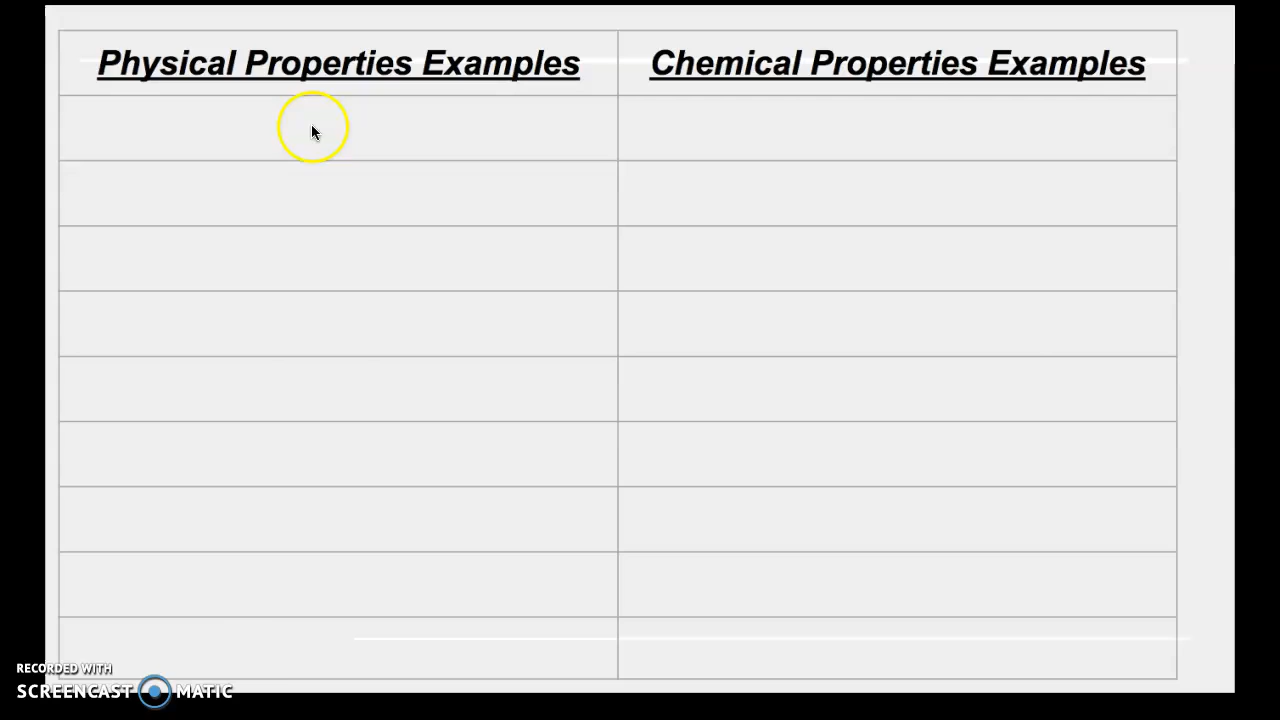 Physical Properties Examples
Chemical Properties Examples
RECORDED WITH
SCREENCAST MATIC